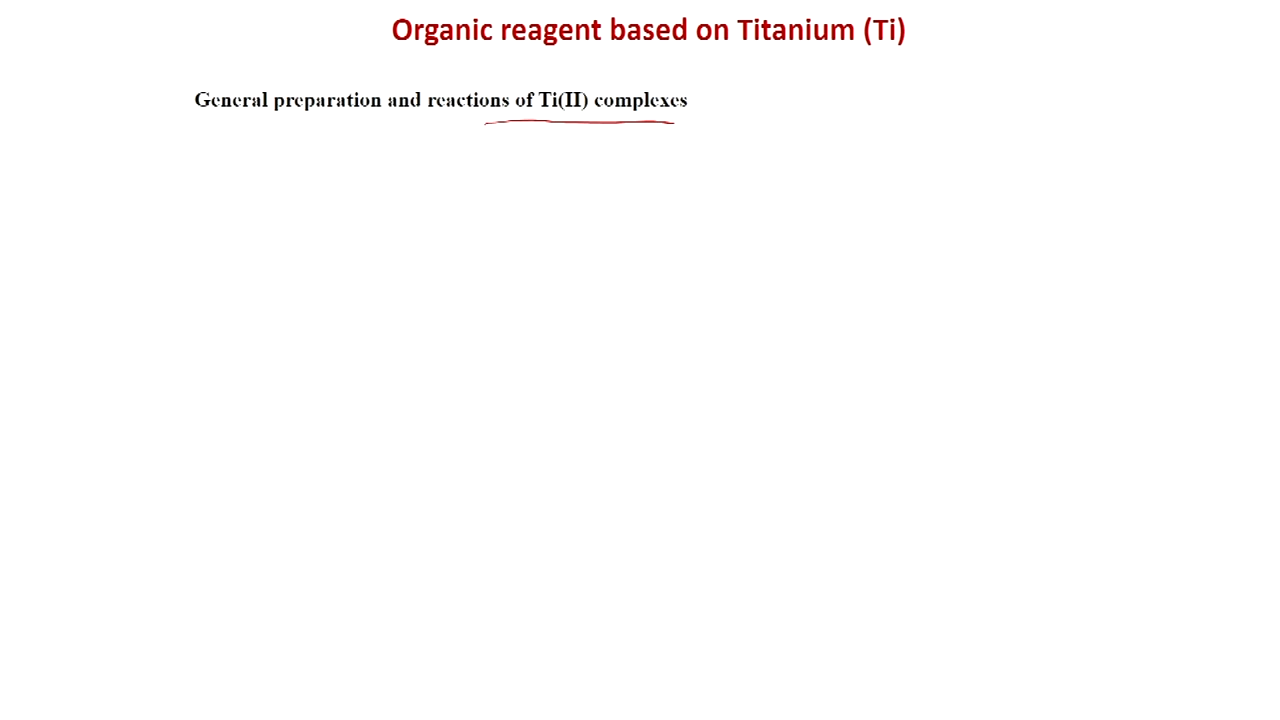 Organic reagent based on Titanium (Ti)
General preparation and reactions of Ti(II) complexes